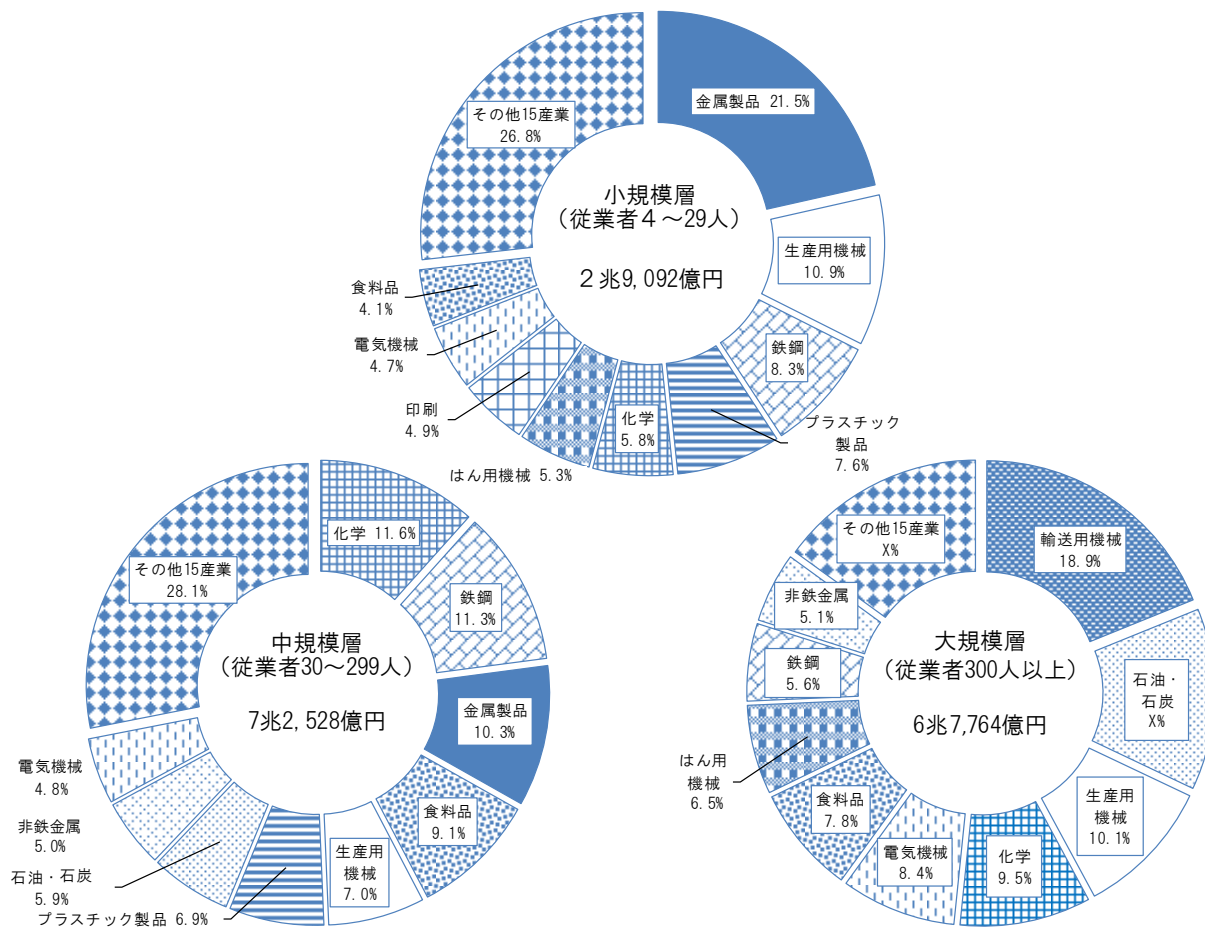 金属製品 21.5%
その他15産業
26.8%
小規模層
（従業者４～29人）
２兆9,092億円
生産用機械
10.9%
食料品
4.1%
電気機械
4.7%
鉄鋼
8.3%
印刷
4.9%
化学
5.8%
プラスチック
製品
7.6%
はん用機械 5.3%
化学 11.6%
その他15産業
28.1%
鉄鋼
11.3%
中規模層
（従業者30～299人）
7兆2,528億円
金属製品
10.3%
電気機械
4.8%
非鉄金属
5.0%
食料品
9.1%
石油・石炭
5.9%
生産用
機械
7.0%
プラスチック製品 6.9%
その他15産業
X%
輸送用機械
18.9%
非鉄金属
5.1%
大規模層
（従業者300人以上）
6兆7,764億円
鉄鋼
5.6%
石油・
石炭
X%
はん用
機械
6.5%
食料品
7.8%
生産用
機械
10.1%
電気機械
8.4%
化学
9.5%